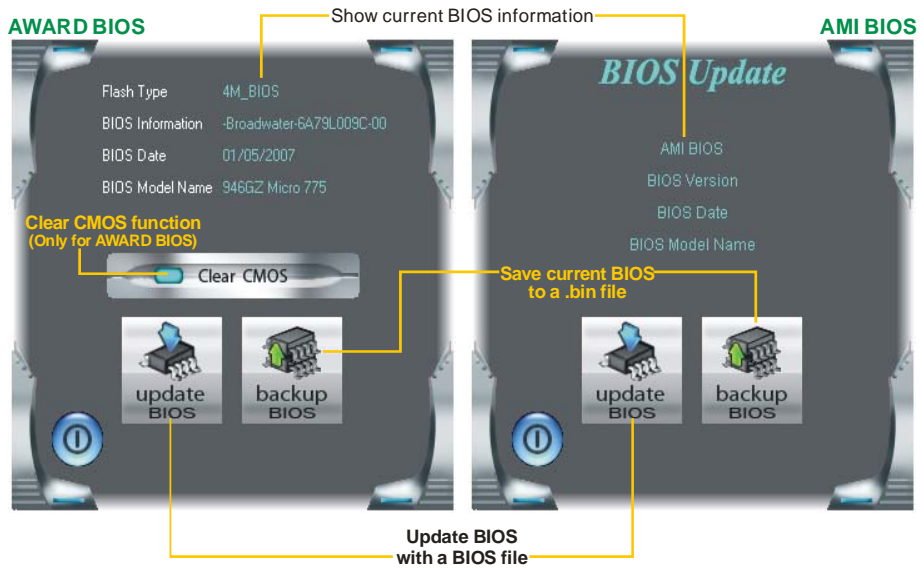 Show current BIOS information
AWARD BIOS
AMI BIOS
Flash Type 4M_BIOS
BIOS Information -Broadwater-6A79L009C-00
BIOS Date 01/05/2007
BIOS Model Name 946GZ Micro 775
Clear CMOS function
(Only for AWARD BIOS)
Clear CMOS
update
BIOS
backup
BIOS
BIOS Update
AMI BIOS
BIOS Version
BIOS Date
BIOS Model Name
Save current BIOS
to a .bin file
update
BIOS
backup
BIOS
Update BIOS
with a BIOS file